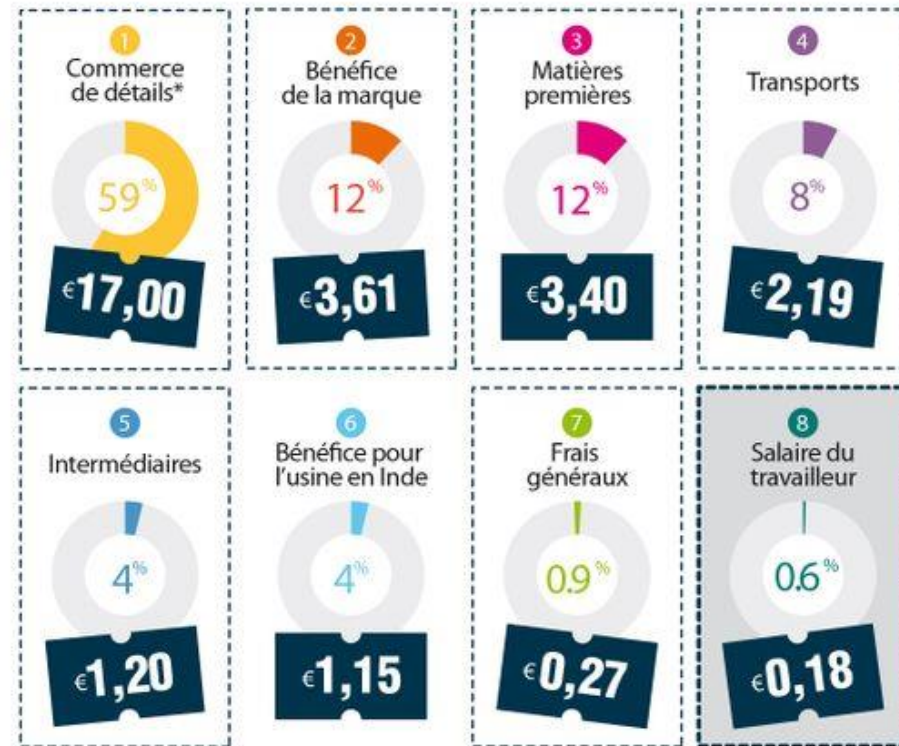 1
Commerce
de détails*
59%
€17,00
2
Bénéfice
de la marque
12%
€3,61
3
Matières
premières
12%
€3,40
4
Transports
8%
€2,19
5
Intermédiaires
4%
€1,20
6
Bénéfice pour
l'usine en Inde
4%
€1,15
7
Frais
généraux
0.9%
€0,27
8
Salaire du
travailleur
0.6%
€0,18